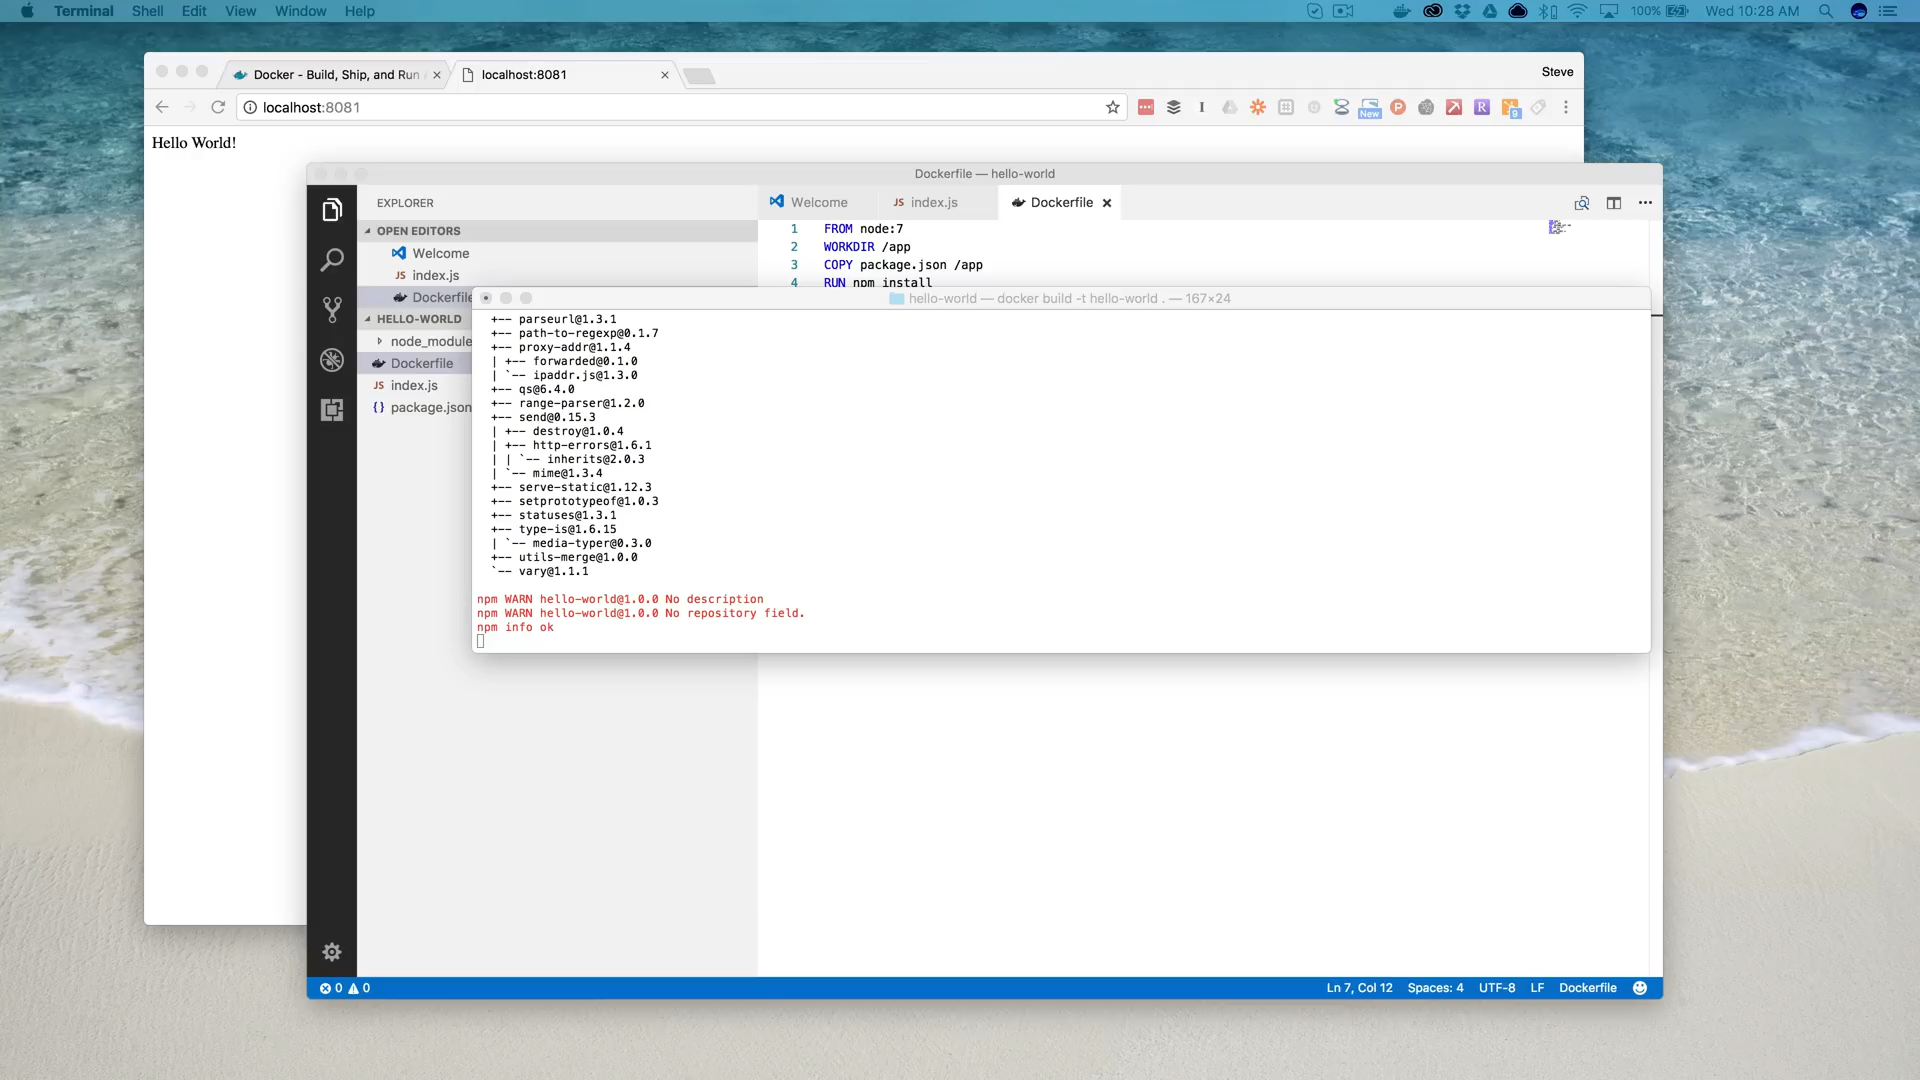 Terminal Shell Edit View Window Help
100% Wed 10:28 AM
Docker - Build, Ship, and Run
localhost:8081
Steve
localhost:8081
New
9
Hello World!
Dockerfile — hello-world
EXPLORER
OPEN EDITORS
Welcome
index.js
Dockerfile
HELLO-WORLD
node_module
Dockerfile
index.js
package.json
Welcome
index.js
Dockerfile
1 FROM node:7
2 WORKDIR /app
3 COPY package.json /app
4 RUN npm install
hello-world — docker build -t hello-world . — 167×24
+-- parseurl@1.3.1
+-- path-to-regexp@0.1.7
+-- proxy-addr@1.1.4
| +-- forwarded@0.1.0
| `-- ipaddr.js@1.3.0
+-- qs@6.4.0
+-- range-parser@1.2.0
+-- send@0.15.3
| +-- destroy@1.0.4
| +-- http-errors@1.6.1
| | `-- inherits@2.0.3
| `-- mime@1.3.4
+-- serve-static@1.12.3
+-- setprototypeof@1.0.3
+-- statuses@1.3.1
+-- type-is@1.6.15
| `-- media-typer@0.3.0
+-- utils-merge@1.0.0
`-- vary@1.1.1
npm WARN hello-world@1.0.0 No description
npm WARN hello-world@1.0.0 No repository field.
npm info ok
0 0
Ln 7, Col 12 Spaces: 4 UTF-8 LF Dockerfile